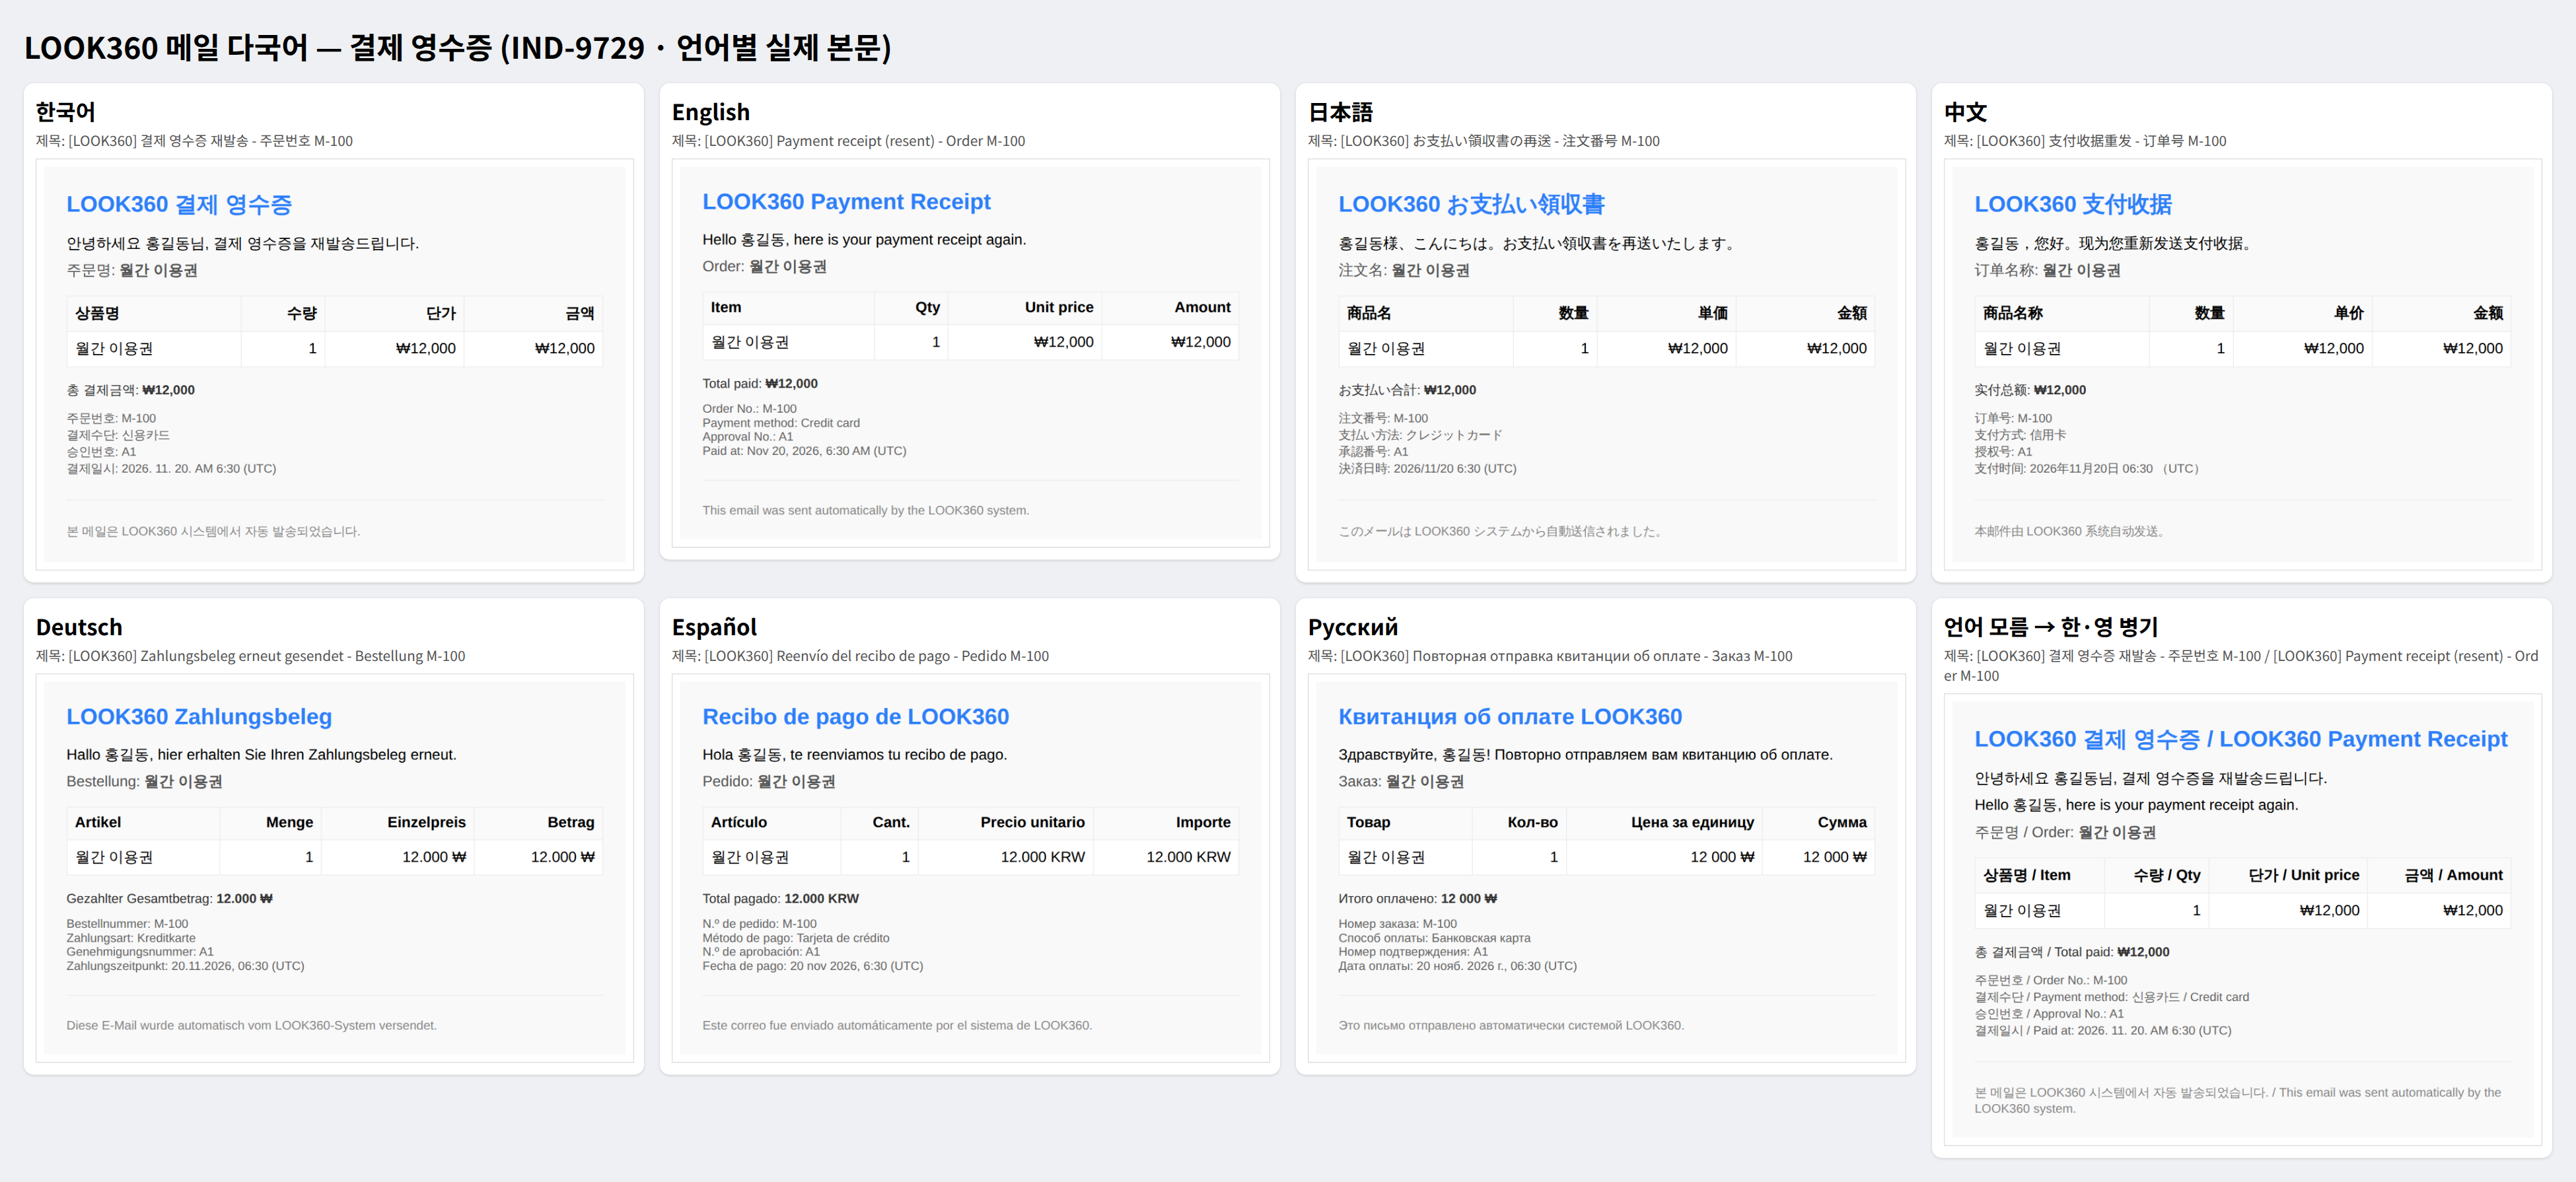 LOOK360 메일 다국어 — 결제 영수증 (IND-9729 · 언어별 실제 본문)
한국어
제목: [LOOK360] 결제 영수증 재발송 - 주문번호 M-100
LOOK360 결제 영수증
안녕하세요 홍길동님, 결제 영수증을 재발송드립니다.
주문명: 월간 이용권
상품명 수량 단가 금액
월간 이용권 1 ₩12,000 ₩12,000
총 결제금액: ₩12,000
주문번호: M-100
결제수단: 신용카드
승인번호: A1
결제일시: 2026. 11. 20. AM 6:30 (UTC)
본 메일은 LOOK360 시스템에서 자동 발송되었습니다.
English
제목: [LOOK360] Payment receipt (resent) - Order M-100
LOOK360 Payment Receipt
Hello 홍길동, here is your payment receipt again.
Order: 월간 이용권
Item Qty Unit price Amount
월간 이용권 1 ₩12,000 ₩12,000
Total paid: ₩12,000
Order No.: M-100
Payment method: Credit card
Approval No.: A1
Paid at: Nov 20, 2026, 6:30 AM (UTC)
This email was sent automatically by the LOOK360 system.
日本語
제목: [LOOK360] お支払い領収書の再送 - 注文番号 M-100
LOOK360 お支払い領収書
홍길동様、こんにちは。お支払い領収書を再送いたします。
注文名: 월간 이용권
商品名 数量 単価 金額
월간 이용권 1 ₩12,000 ₩12,000
お支払い合計: ₩12,000
注文番号: M-100
支払い方法: クレジットカード
承認番号: A1
決済日時: 2026/11/20 6:30 (UTC)
このメールは LOOK360 システムから自動送信されました。
中文
제목: [LOOK360] 支付收据重发 - 订单号 M-100
LOOK360 支付收据
홍길동，您好。现为您重新发送支付收据。
订单名称: 월간 이용권
商品名称 数量 单价 金额
월간 이용권 1 ₩12,000 ₩12,000
实付总额: ₩12,000
订单号: M-100
支付方式: 信用卡
授权号: A1
支付时间: 2026年11月20日 06:30 （UTC）
本邮件由 LOOK360 系统自动发送。
Deutsch
제목: [LOOK360] Zahlungsbeleg erneut gesendet - Bestellung M-100
LOOK360 Zahlungsbeleg
Hallo 홍길동, hier erhalten Sie Ihren Zahlungsbeleg erneut.
Bestellung: 월간 이용권
Artikel Menge Einzelpreis Betrag
월간 이용권 1 12.000 ₩ 12.000 ₩
Gezahlter Gesamtbetrag: 12.000 ₩
Bestellnummer: M-100
Zahlungsart: Kreditkarte
Genehmigungsnummer: A1
Zahlungszeitpunkt: 20.11.2026, 06:30 (UTC)
Diese E-Mail wurde automatisch vom LOOK360-System versendet.
Español
제목: [LOOK360] Reenvío del recibo de pago - Pedido M-100
Recibo de pago de LOOK360
Hola 홍길동, te reenviamos tu recibo de pago.
Pedido: 월간 이용권
Artículo Cant. Precio unitario Importe
월간 이용권 1 12.000 KRW 12.000 KRW
Total pagado: 12.000 KRW
N.º de pedido: M-100
Método de pago: Tarjeta de crédito
N.º de aprobación: A1
Fecha de pago: 20 nov 2026, 6:30 (UTC)
Este correo fue enviado automáticamente por el sistema de LOOK360.
Русский
제목: [LOOK360] Повторная отправка квитанции об оплате - Заказ M-100
Квитанция об оплате LOOK360
Здравствуйте, 홍길동! Повторно отправляем вам квитанцию об оплате.
Заказ: 월간 이용권
Товар Кол-во Цена за единицу Сумма
월간 이용권 1 12 000 ₩ 12 000 ₩
Итого оплачено: 12 000 ₩
Номер заказа: M-100
Способ оплаты: Банковская карта
Номер подтверждения: A1
Дата оплаты: 20 нояб. 2026 г., 06:30 (UTC)
Это письмо отправлено автоматически системой LOOK360.
언어 모름 → 한·영 병기
제목: [LOOK360] 결제 영수증 재발송 - 주문번호 M-100 / [LOOK360] Payment receipt (resent) - Ord
er M-100
LOOK360 결제 영수증 / LOOK360 Payment Receipt
안녕하세요 홍길동님, 결제 영수증을 재발송드립니다.
Hello 홍길동, here is your payment receipt again.
주문명 / Order: 월간 이용권
상품명 / Item 수량 / Qty 단가 / Unit price 금액 / Amount
월간 이용권 1 ₩12,000 ₩12,000
총 결제금액 / Total paid: ₩12,000
주문번호 / Order No.: M-100
결제수단 / Payment method: 신용카드 / Credit card
승인번호 / Approval No.: A1
결제일시 / Paid at: 2026. 11. 20. AM 6:30 (UTC)
본 메일은 LOOK360 시스템에서 자동 발송되었습니다. / This email was sent automatically by the
LOOK360 system.